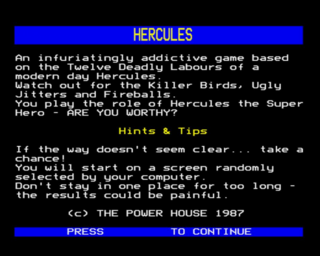 HERCULES
An infuriatingly addictive game based
on the Twelve Deadly Labours of a
modern day Hercules.
Watch out for the Killer Birds, Ugly
Jitters and Fireballs.
You play the role of Hercules the Super
Hero - ARE YOU WORTHY?
Hints & Tips
If the way doesn't seem clear... take a
chance!
You will start on a screen randomly
selected by your computer.
Don't stay in one place for too long -
the results could be painful.
(c) THE POWER HOUSE 1987
PRESS TO CONTINUE